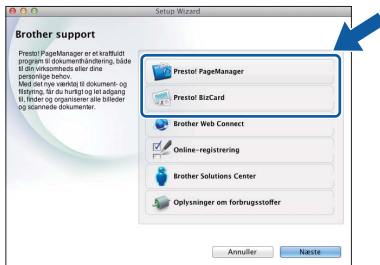 Setup Wizard
Brother support
Presto! PageManager er et kraftfuldt
program til dokumenthåndtering, både
til din virksomheds eller dine
personlige behov.
Med det nye værktøj til dokument- og
filstyring, får du hurtigt og let adgang
til, finder og organiserer alle billeder
og scannede dokumenter.
Presto! PageManager
Presto! BizCard
Brother Web Connect
Online-registrering
Brother Solutions Center
Oplysninger om forbrugsstoffer
Annuller
Næste